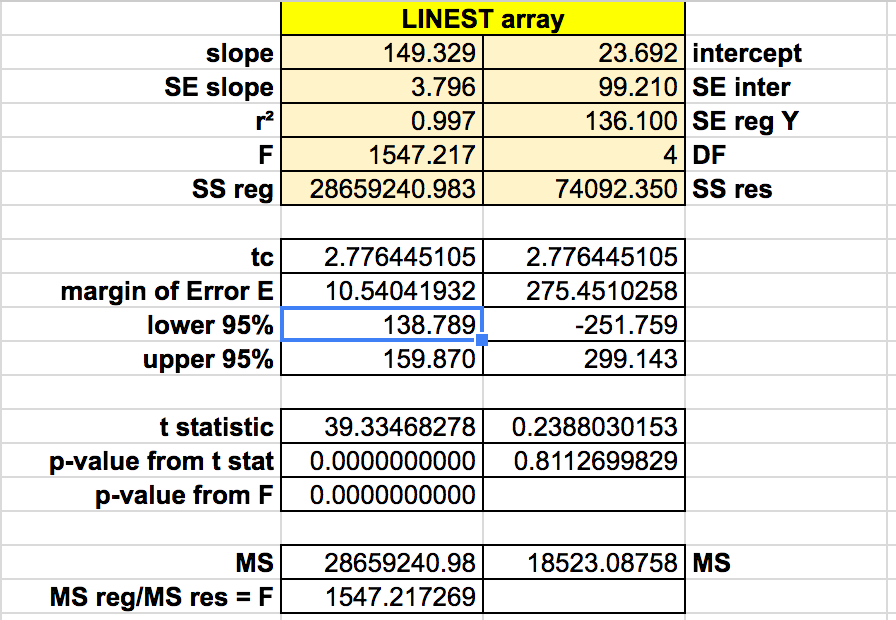 LINEST array
slope 149.329 23.692 intercept
SE slope 3.796 99.210 SE inter
r² 0.997 136.100 SE reg Y
F 1547.217 4 DF
SS reg 28659240.983 74092.350 SS res
tc 2.776445105 2.776445105
margin of Error E 10.54041932 275.4510258
lower 95% 138.789 -251.759
upper 95% 159.870 299.143
t statistic 39.33468278 0.2388030153
p-value from t stat 0.0000000000 0.8112699829
p-value from F 0.0000000000
MS 28659240.98 18523.08758 MS
MS reg/MS res = F 1547.217269